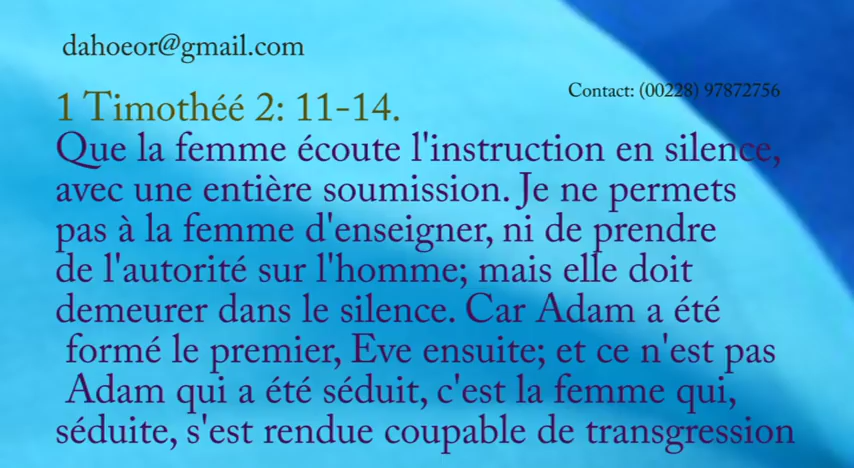 dahoeor@gmail.com
Contact: (00228) 97872756
1 Timothéé 2: 11-14.
Que la femme écoute l'instruction en silence,
avec une entière soumission. Je ne permets
pas à la femme d'enseigner, ni de prendre
de l'autorité sur l'homme; mais elle doit
demeurer dans le silence. Car Adam a été
formé le premier, Eve ensuite; et ce n'est pas
Adam qui a été séduit, c'est la femme qui,
séduite, s'est rendue coupable de transgression